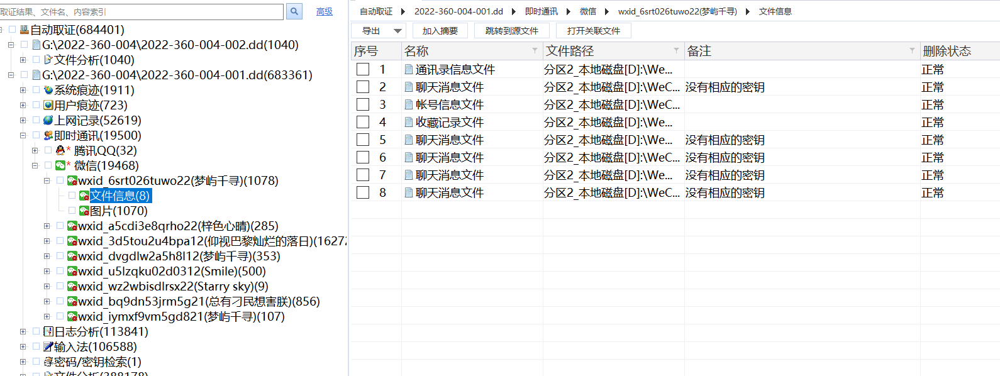 取证结果、文件名、内容索引
高级
自动取证(684401)
G:\2022-360-004\2022-360-004-002.dd(1040)
文件分析(1040)
G:\2022-360-004\2022-360-004-001.dd(683361)
系统痕迹(1911)
用户痕迹(723)
上网记录(52619)
即时通讯(19500)
* 腾讯QQ(32)
* 微信(19468)
wxid_6srt026tuwo22(梦屿千寻)(1078)
文件信息(8)
图片(1070)
wxid_a5cdi3e8qrho22(梓色心晴)(285)
wxid_3d5tou2u4bpa12(仰视巴黎灿烂的落日)(1627
wxid_dvgdlw2a5h8l12(梦屿千寻)(353)
wxid_u5lzqku02d0312(Smile)(500)
wxid_wz2wbisdlrsx22(Starry sky)(9)
wxid_bq9dn53jrm5g21(总有刁民想害朕)(856)
wxid_iymxf9vm5gd821(梦屿千寻)(107)
日志分析(113841)
输入法(106588)
密码/密钥检索(1)
文件分析(388178)
自动取证 2022-360-004-001.dd 即时通讯 微信 wxid_6srt026tuwo22(梦屿千寻) 文件信息
导出 加入摘要 跳转到源文件 打开关联文件
序号 名称 文件路径 备注 删除状态
1 通讯录信息文件 分区2_本地磁盘[D]:\We... 正常
2 聊天消息文件 分区2_本地磁盘[D]:\WeC... 没有相应的密钥 正常
3 帐号信息文件 分区2_本地磁盘[D]:\WeC... 正常
4 收藏记录文件 分区2_本地磁盘[D]:\We... 正常
5 聊天消息文件 分区2_本地磁盘[D]:\We... 没有相应的密钥 正常
6 聊天消息文件 分区2_本地磁盘[D]:\WeC... 没有相应的密钥 正常
7 聊天消息文件 分区2_本地磁盘[D]:\We... 没有相应的密钥 正常
8 聊天消息文件 分区2_本地磁盘[D]:\WeC... 没有相应的密钥 正常